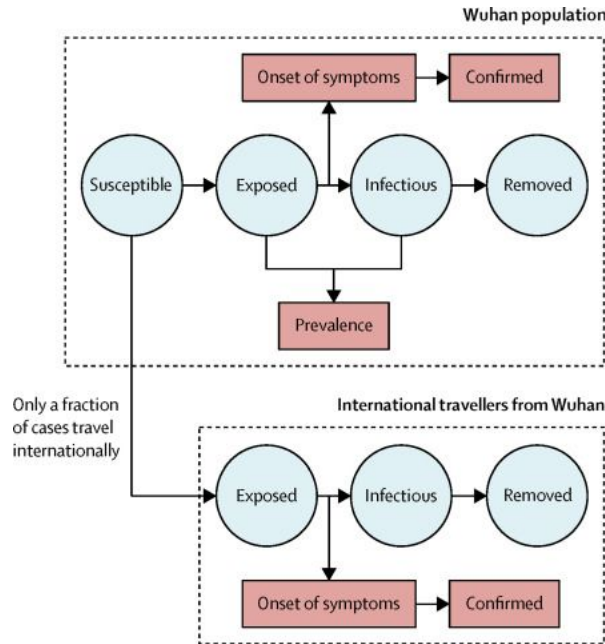 Wuhan population
Onset of symptoms
Confirmed
Susceptible
Exposed
Infectious
Removed
Prevalence
Only a fraction
of cases travel
internationally
International travellers from Wuhan
Exposed
Infectious
Removed
Onset of symptoms
Confirmed